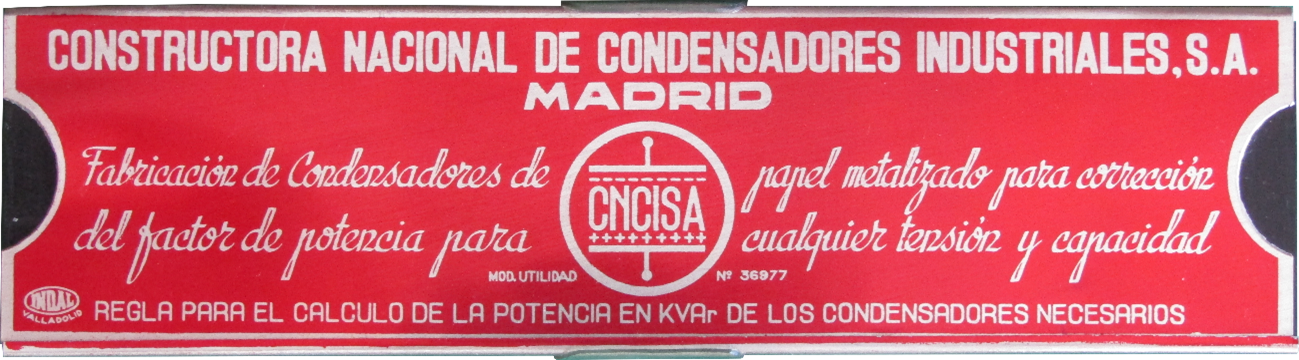 CONSTRUCTORA NACIONAL DE CONDENSADORES INDUSTRIALES, S.A.
MADRID
Fabricación de Condensadores de papel metalizado para corrección
del factor de potencia para cualquier tensión y capacidad
CNCISA
MOD. UTILIDAD Nº 36977
INDAL
VALLADOLID
REGLA PARA EL CALCULO DE LA POTENCIA EN KVAr DE LOS CONDENSADORES NECESARIOS